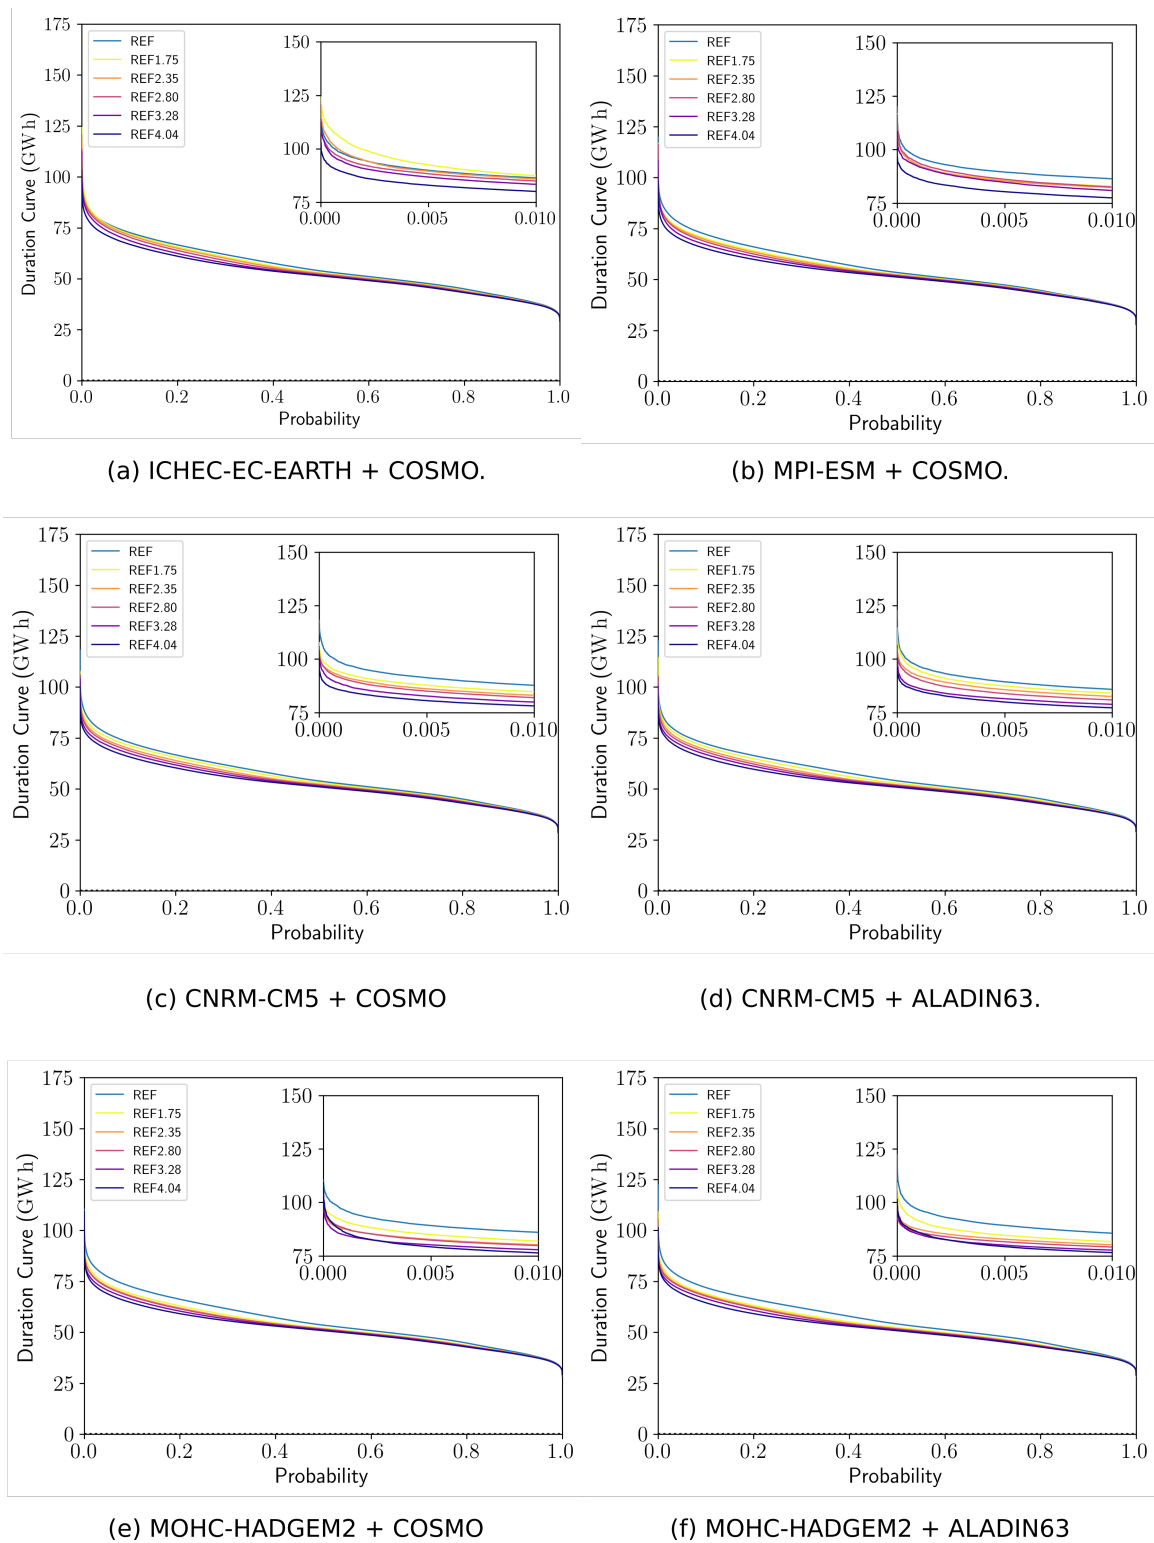 175
150
125
100
75
50
25
0
Duration Curve (GW h)
REF
REF1.75
REF2.35
REF2.80
REF3.28
REF4.04
150
125
100
75
0.000 0.005 0.010
0.0 0.2 0.4 0.6 0.8 1.0
Probability
(a) ICHEC-EC-EARTH + COSMO.
175
150
125
100
75
50
25
0
Duration Curve (GW h)
REF
REF1.75
REF2.35
REF2.80
REF3.28
REF4.04
150
125
100
75
0.000 0.005 0.010
0.0 0.2 0.4 0.6 0.8 1.0
Probability
(b) MPI-ESM + COSMO.
175
150
125
100
75
50
25
0
Duration Curve (GW h)
REF
REF1.75
REF2.35
REF2.80
REF3.28
REF4.04
150
125
100
75
0.000 0.005 0.010
0.0 0.2 0.4 0.6 0.8 1.0
Probability
(c) CNRM-CM5 + COSMO
175
150
125
100
75
50
25
0
Duration Curve (GW h)
REF
REF1.75
REF2.35
REF2.80
REF3.28
REF4.04
150
125
100
75
0.000 0.005 0.010
0.0 0.2 0.4 0.6 0.8 1.0
Probability
(d) CNRM-CM5 + ALADIN63.
175
150
125
100
75
50
25
0
Duration Curve (GW h)
REF
REF1.75
REF2.35
REF2.80
REF3.28
REF4.04
150
125
100
75
0.000 0.005 0.010
0.0 0.2 0.4 0.6 0.8 1.0
Probability
(e) MOHC-HADGEM2 + COSMO
175
150
125
100
75
50
25
0
Duration Curve (GW h)
REF
REF1.75
REF2.35
REF2.80
REF3.28
REF4.04
150
125
100
75
0.000 0.005 0.010
0.0 0.2 0.4 0.6 0.8 1.0
Probability
(f) MOHC-HADGEM2 + ALADIN63